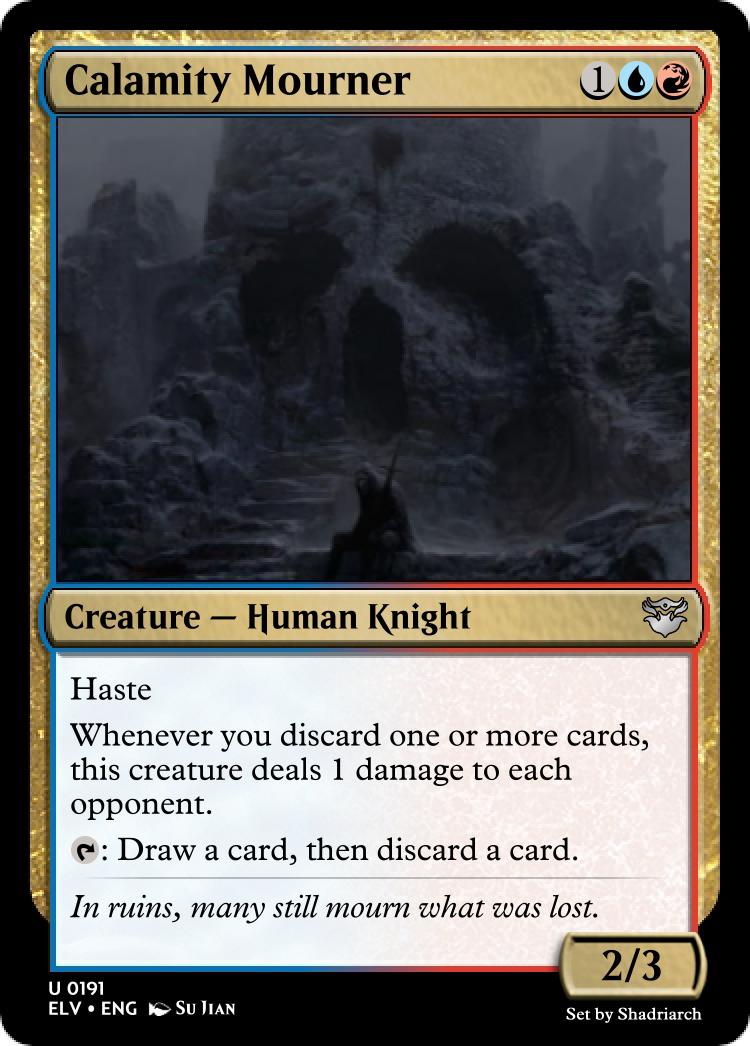 Calamity Mourner 1
Creature — Human Knight
Haste
Whenever you discard one or more cards,
this creature deals 1 damage to each
opponent.
: Draw a card, then discard a card.
In ruins, many still mourn what was lost.
2/3
U 0191
ELV • ENG Su Jian
Set by Shadriarch